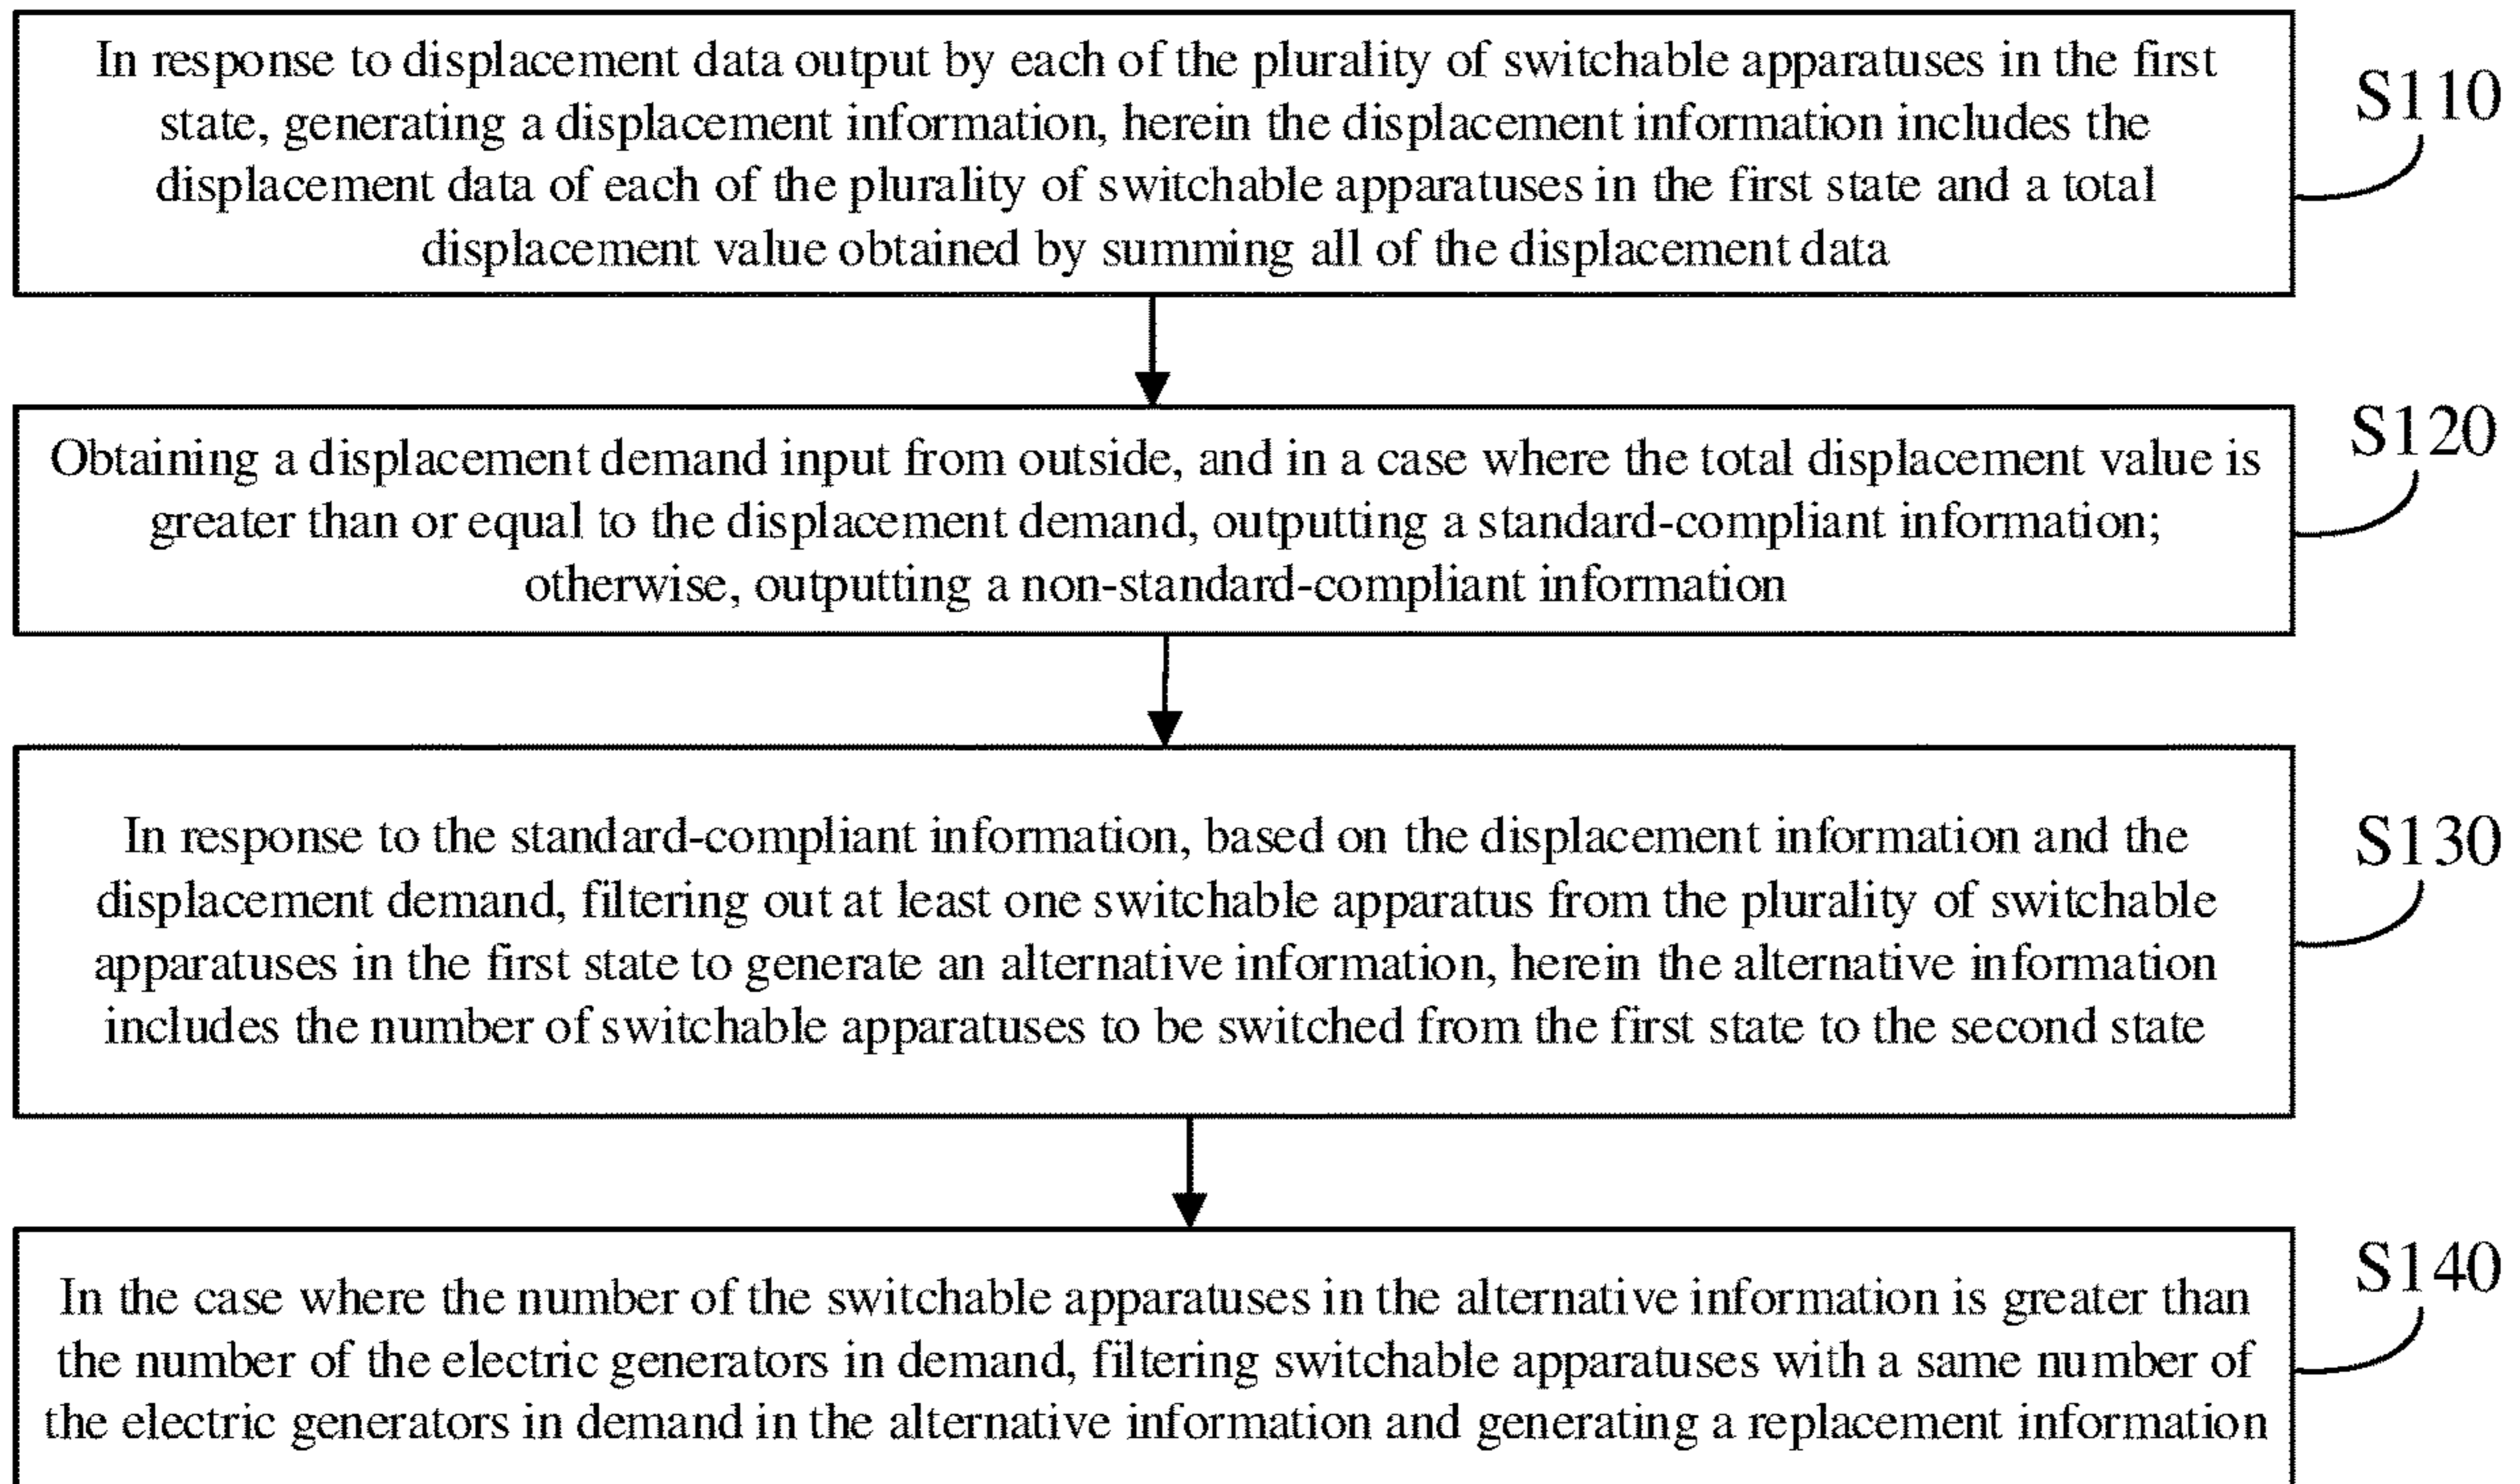 In response to displacement data output by each of the plurality of switchable apparatuses in the first
state, generating a displacement information, herein the displacement information includes the
displacement data of each of the plurality of switchable apparatuses in the first state and a total
displacement value obtained by summing all of the displacement data
S110
Obtaining a displacement demand input from outside, and in a case where the total displacement value is
greater than or equal to the displacement demand, outputting a standard-compliant information;
otherwise, outputting a non-standard-compliant information
S120
In response to the standard-compliant information, based on the displacement information and the
displacement demand, filtering out at least one switchable apparatus from the plurality of switchable
apparatuses in the first state to generate an alternative information, herein the alternative information
includes the number of switchable apparatuses to be switched from the first state to the second state
S130
In the case where the number of the switchable apparatuses in the alternative information is greater than
the number of the electric generators in demand, filtering switchable apparatuses with a same number of
the electric generators in demand in the alternative information and generating a replacement information
S140